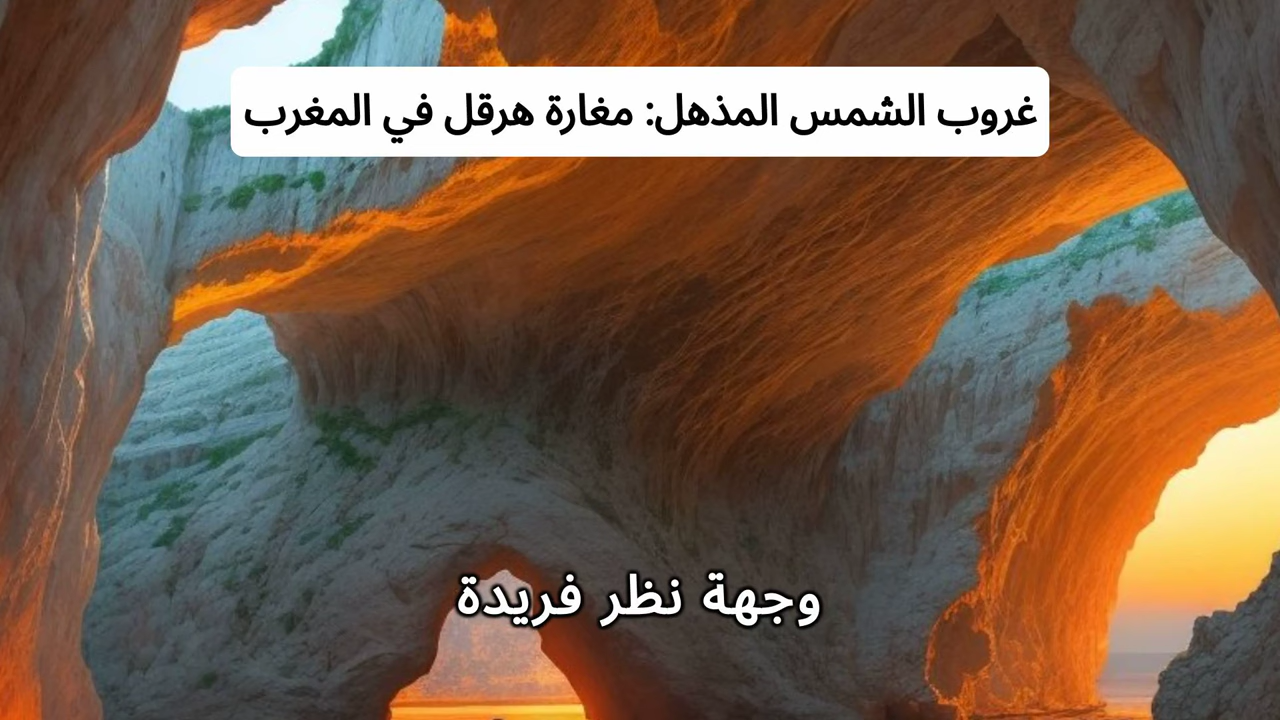 غروب الشمس المذهل: مغارة هرقل في المغرب
وجهة نظر فريدة